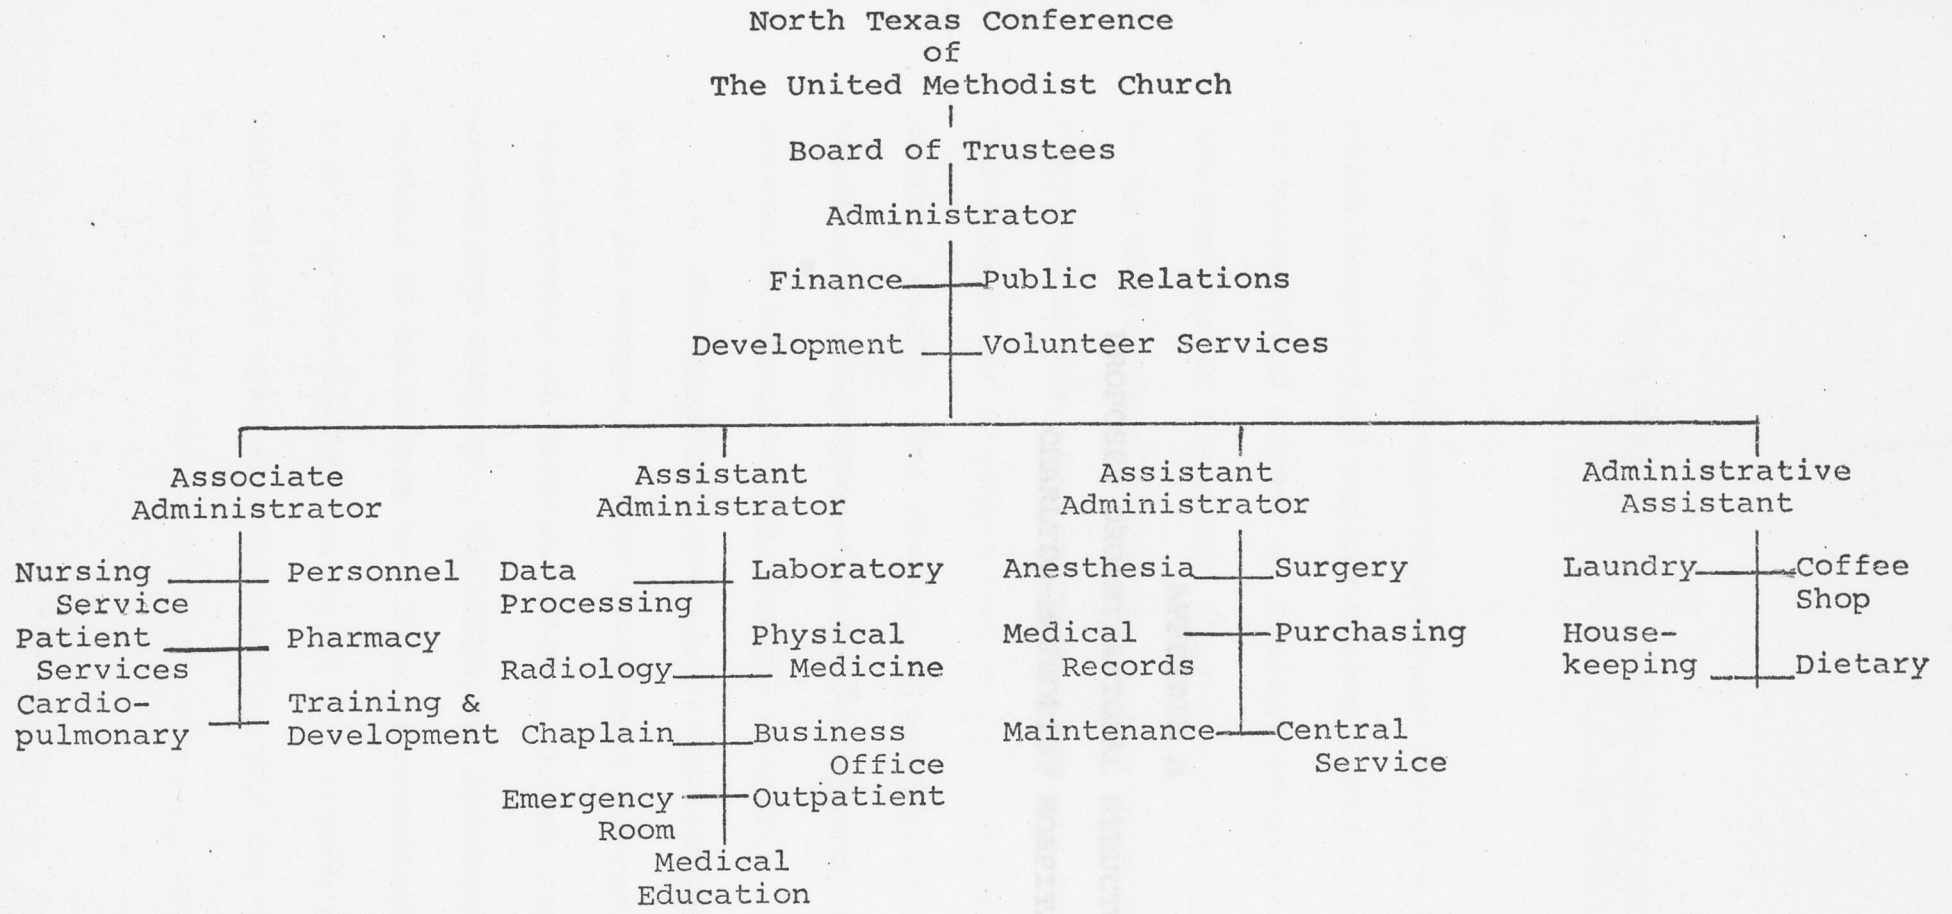 North Texas Conference
of
The United Methodist Church
Board of Trustees
Administrator
Finance Public Relations
Development Volunteer Services
Associate
Administrator
Nursing
Service
Personnel
Patient
Services
Pharmacy
Cardio-
pulmonary
Training &
Development
Assistant
Administrator
Data
Processing
Laboratory
Radiology
Physical
Medicine
Chaplain
Business
Office
Emergency
Room
Outpatient
Medical
Education
Assistant
Administrator
Anesthesia
Surgery
Medical
Records
Purchasing
Maintenance
Central
Service
Administrative
Assistant
Laundry
Coffee
Shop
House-
keeping
Dietary